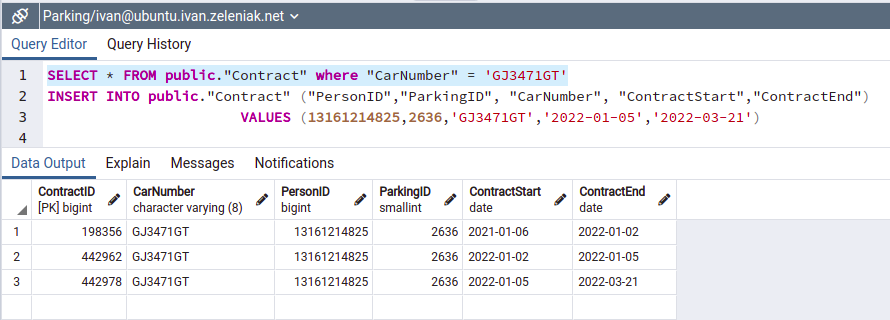 Parking/ivan@ubuntu.ivan.zeleniak.net
Query Editor Query History
1 SELECT * FROM public."Contract" where "CarNumber" = 'GJ3471GT'
2 INSERT INTO public."Contract" ("PersonID","ParkingID", "CarNumber", "ContractStart","ContractEnd")
3 VALUES (13161214825,2636,'GJ3471GT','2022-01-05','2022-03-21')
4
Data Output Explain Messages Notifications
ContractID CarNumber PersonID ParkingID ContractStart ContractEnd
[PK] bigint character varying (8) bigint smallint date date
1 198356 GJ3471GT 13161214825 2636 2021-01-06 2022-01-02
2 442962 GJ3471GT 13161214825 2636 2022-01-02 2022-01-05
3 442978 GJ3471GT 13161214825 2636 2022-01-05 2022-03-21